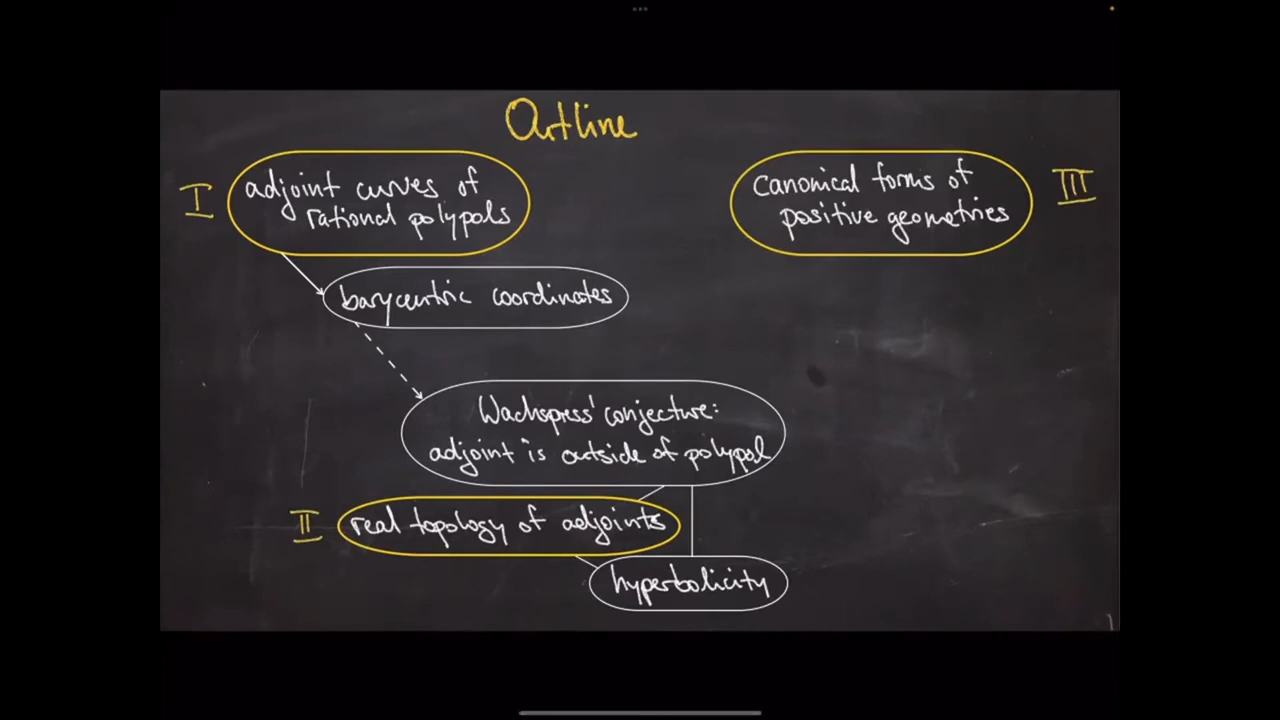 Outline
I
adjoint curves of
rational polypols
canonical forms of
positive geometries
III
barycentric coordinates
Wachspress' conjecture:
adjoint is outside of polypol
II
real topology of adjoints
hyperbolicity